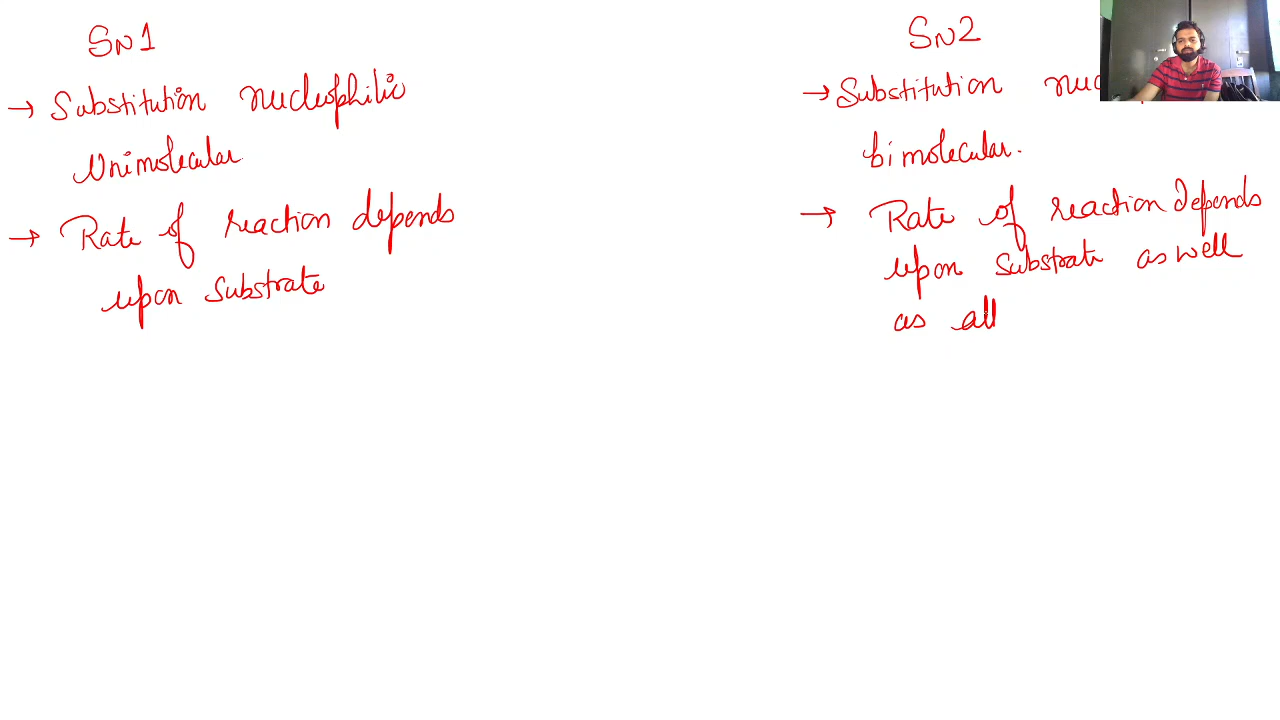 SN1
→ Substitution nucleophilic
Unimolecular
→ Rate of reaction depends
upon substrate
SN2
→ Substitution
bimolecular.
→ Rate of reaction depends
upon substrate as well
as all